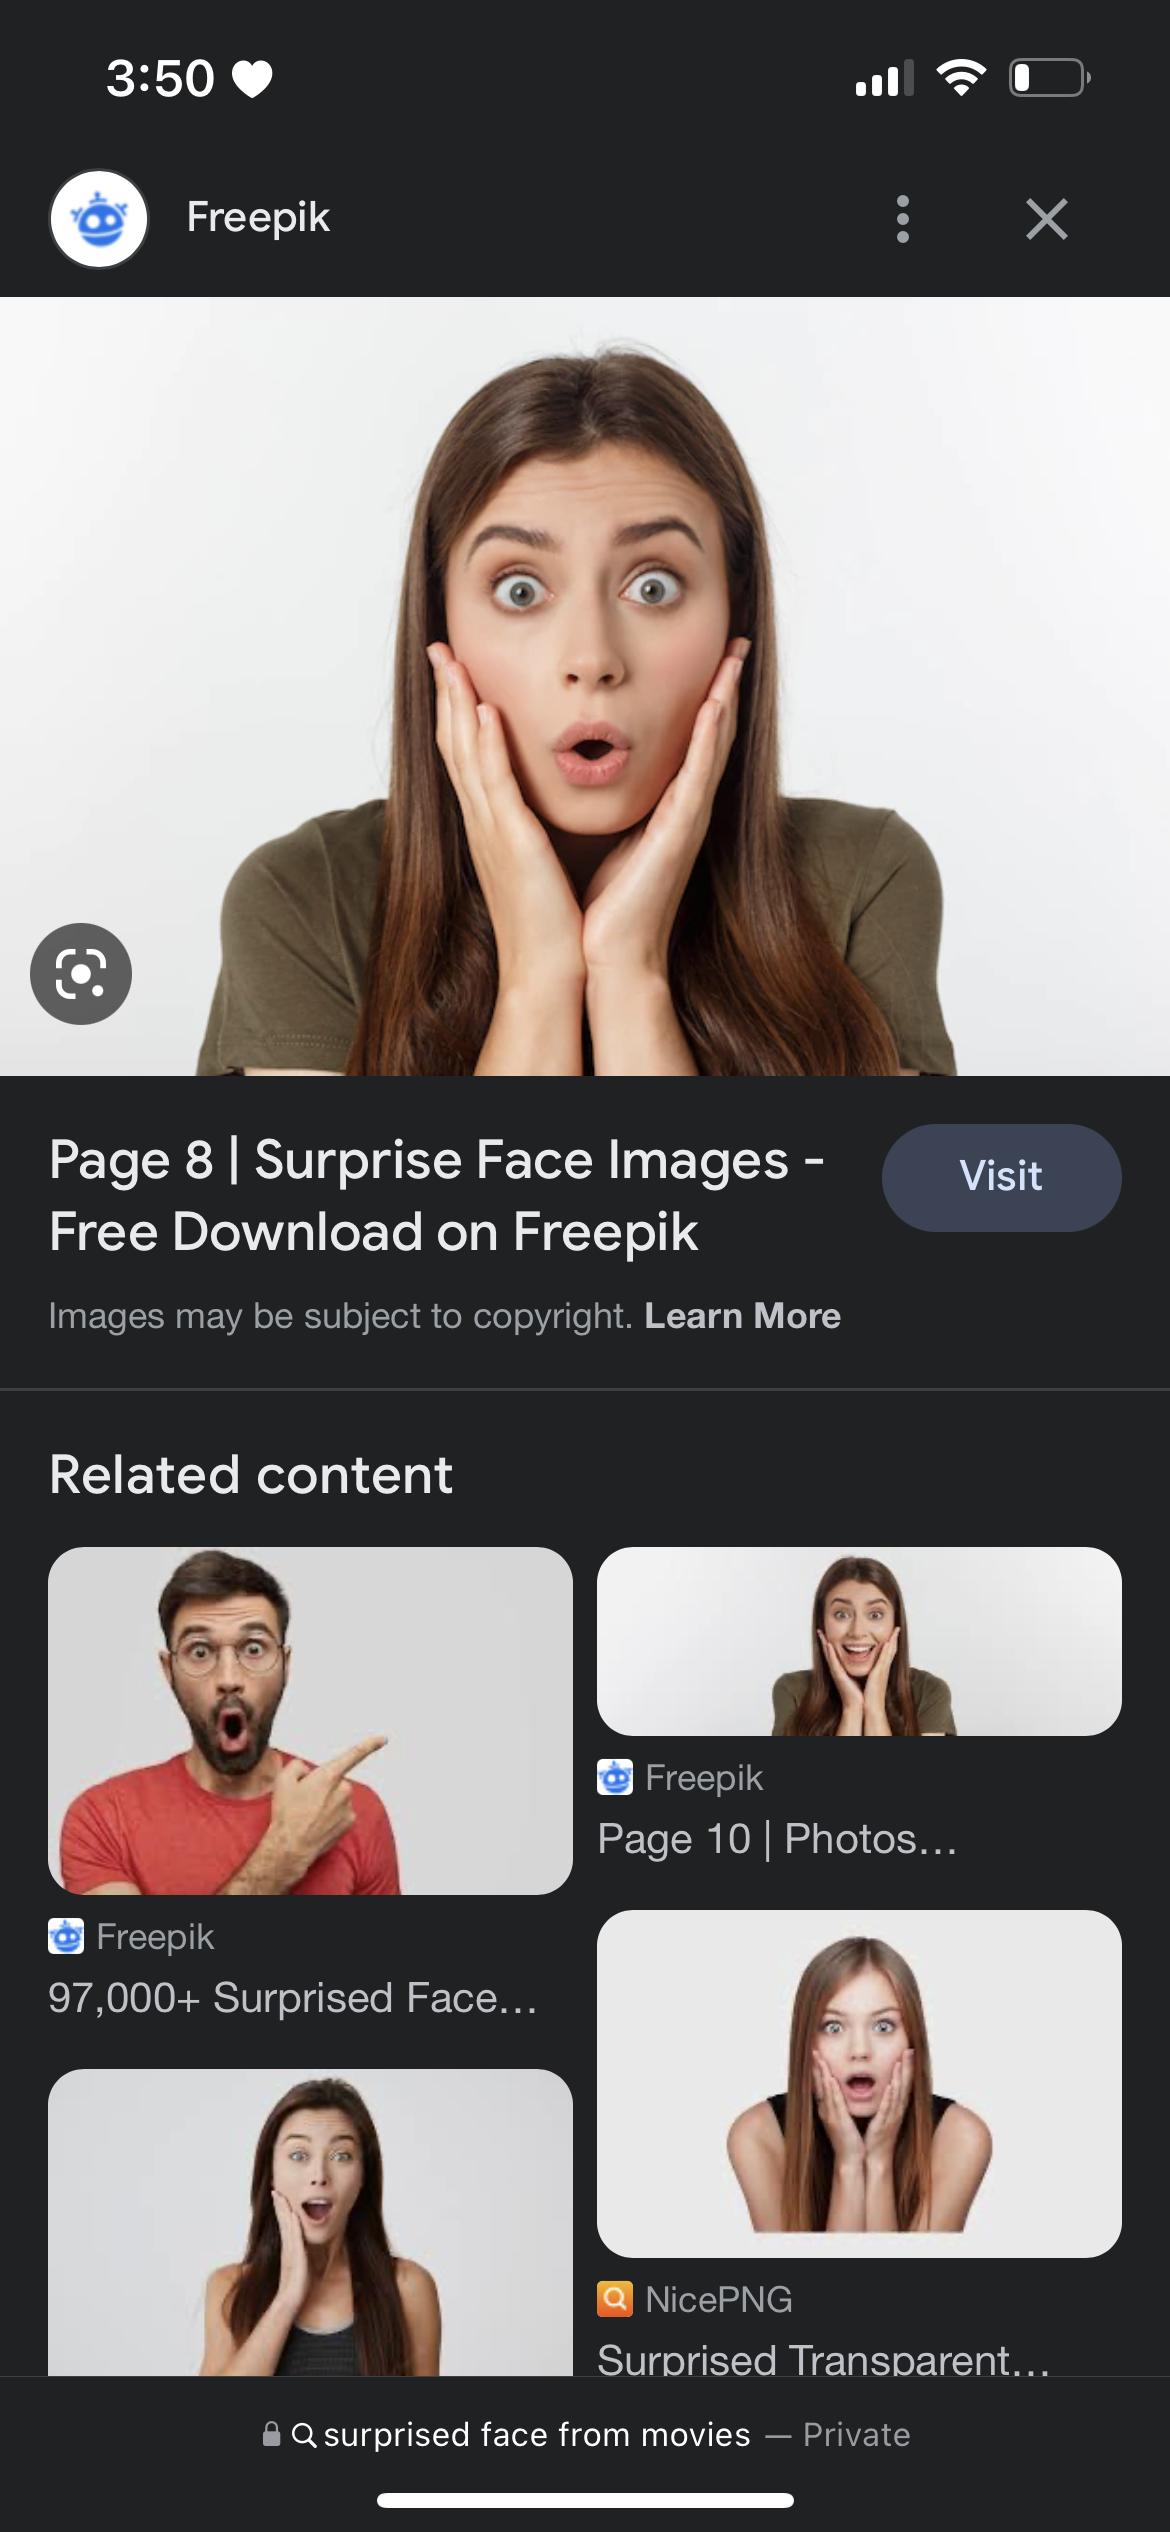 3:50
Freepik
Page 8 | Surprise Face Images -
Free Download on Freepik
Visit
Images may be subject to copyright. Learn More
Related content
Freepik
97,000+ Surprised Face...
Freepik
Page 10 | Photos...
NicePNG
Surprised Transparent...
surprised face from movies — Private